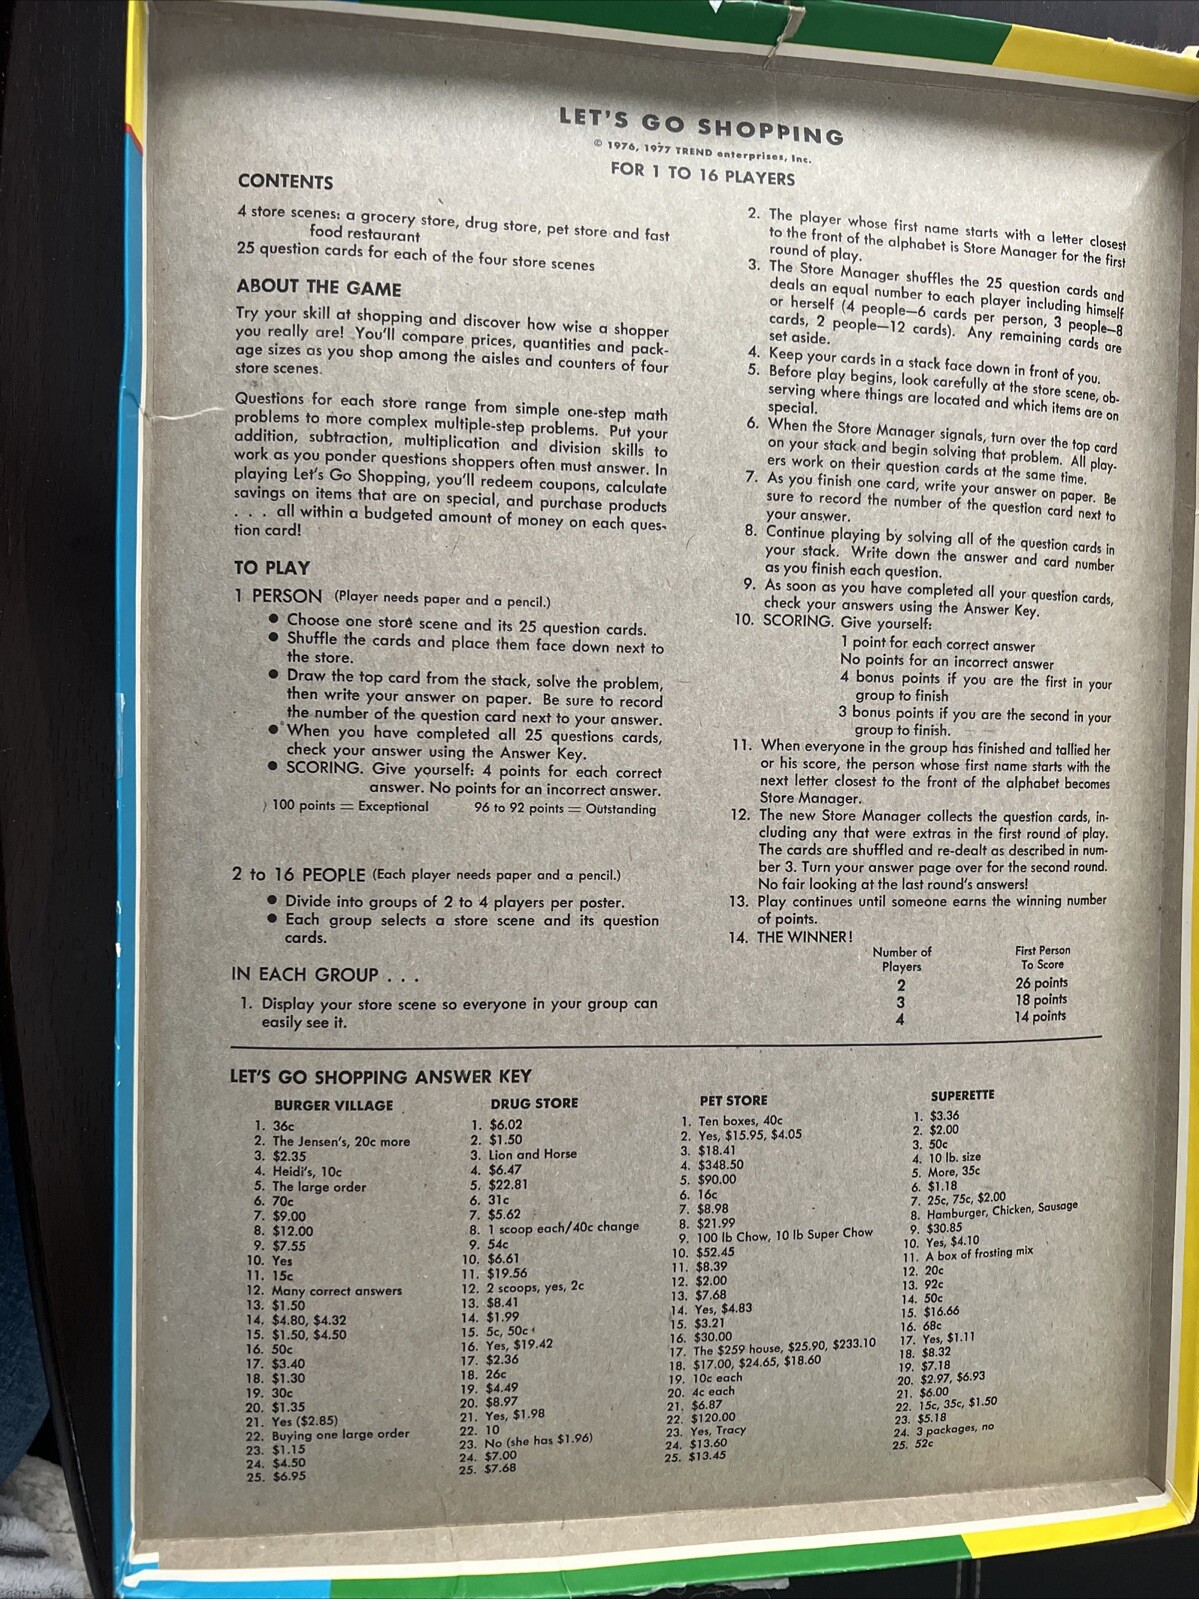 LET'S GO SHOPPING
© 1976, 1977 TREND enterprises, Inc.
FOR 1 TO 16 PLAYERS
CONTENTS
4 store scenes: a grocery store, drug store, pet store and fast
food restaurant
25 question cards for each of the four store scenes
ABOUT THE GAME
Try your skill at shopping and discover how wise a shopper
you really are! You'll compare prices, quantities and pack-
age sizes as you shop among the aisles and counters of four
store scenes.
Questions for each store range from simple one-step math
problems to more complex multiple-step problems. Put your
addition, subtraction, multiplication and division skills to
work as you ponder questions shoppers often must answer. In
playing Let's Go Shopping, you'll redeem coupons, calculate
savings on items that are on special, and purchase products
. . . all within a budgeted amount of money on each ques-
tion card!
TO PLAY
1 PERSON (Player needs paper and a pencil.)
● Choose one store scene and its 25 question cards.
● Shuffle the cards and place them face down next to
the store.
● Draw the top card from the stack, solve the problem,
then write your answer on paper. Be sure to record
the number of the question card next to your answer.
● When you have completed all 25 questions cards,
check your answer using the Answer Key.
● SCORING. Give yourself: 4 points for each correct
answer. No points for an incorrect answer.
100 points = Exceptional 96 to 92 points = Outstanding
2 to 16 PEOPLE (Each player needs paper and a pencil.)
● Divide into groups of 2 to 4 players per poster.
● Each group selects a store scene and its question
cards.
IN EACH GROUP . . .
1. Display your store scene so everyone in your group can
easily see it.
2. The player whose first name starts with a letter closest
to the front of the alphabet is Store Manager for the first
round of play.
3. The Store Manager shuffles the 25 question cards and
deals an equal number to each player including himself
or herself (4 people—6 cards per person, 3 people—8
cards, 2 people—12 cards). Any remaining cards are
set aside.
4. Keep your cards in a stack face down in front of you.
5. Before play begins, look carefully at the store scene, ob-
serving where things are located and which items are on
special.
6. When the Store Manager signals, turn over the top card
on your stack and begin solving that problem. All play-
ers work on their question cards at the same time.
7. As you finish one card, write your answer on paper. Be
sure to record the number of the question card next to
your answer.
8. Continue playing by solving all of the question cards in
your stack. Write down the answer and card number
as you finish each question.
9. As soon as you have completed all your question cards,
check your answers using the Answer Key.
10. SCORING. Give yourself:
1 point for each correct answer
No points for an incorrect answer
4 bonus points if you are the first in your
group to finish
3 bonus points if you are the second in your
group to finish.
11. When everyone in the group has finished and tallied her
or his score, the person whose first name starts with the
next letter closest to the front of the alphabet becomes
Store Manager.
12. The new Store Manager collects the question cards, in-
cluding any that were extras in the first round of play.
The cards are shuffled and re-dealt as described in num-
ber 3. Turn your answer page over for the second round.
No fair looking at the last round's answers!
13. Play continues until someone earns the winning number
of points.
14. THE WINNER!
Number of First Person
Players To Score
2 26 points
3 18 points
4 14 points
LET'S GO SHOPPING ANSWER KEY
BURGER VILLAGE
1. 36c
2. The Jensen's, 20c more
3. $2.35
4. Heidi's, 10c
5. The large order
6. 70c
7. $9.00
8. $12.00
9. $7.55
10. Yes
11. 15c
12. Many correct answers
13. $1.50
14. $4.80, $4.32
15. $1.50, $4.50
16. 50c
17. $3.40
18. $1.30
19. 30c
20. $1.35
21. Yes ($2.85)
22. Buying one large order
23. $1.15
24. $4.50
25. $6.95
DRUG STORE
1. $6.02
2. $1.50
3. Lion and Horse
4. $6.47
5. $22.81
6. 31c
7. $5.62
8. 1 scoop each/40c change
9. 54c
10. $6.61
11. $19.56
12. 2 scoops, yes, 2c
13. $8.41
14. $1.99
15. 5c, 50c
16. Yes, $19.42
17. $2.36
18. 26c
19. $4.49
20. $8.97
21. Yes, $1.98
22. 10
23. No (she has $1.96)
24. $7.00
25. $7.68
PET STORE
1. Ten boxes, 40c
2. Yes, $15.95, $4.05
3. $18.41
4. $348.50
5. $90.00
6. 16c
7. $8.98
8. $21.99
9. 100 lb Chow, 10 lb Super Chow
10. $52.45
11. $8.39
12. $2.00
13. $7.68
14. Yes, $4.83
15. $3.21
16. $30.00
17. The $259 house, $25.90, $233.10
18. $17.00, $24.65, $18.60
19. 10c each
20. 4c each
21. $6.87
22. $120.00
23. Yes, Tracy
24. $13.60
25. $13.45
SUPERETTE
1. $3.36
2. $2.00
3. 50c
4. 10 lb. size
5. More, 35c
6. $1.18
7. 25c, 75c, $2.00
8. Hamburger, Chicken, Sausage
9. $30.85
10. Yes, $4.10
11. A box of frosting mix
12. 20c
13. 92c
14. 50c
15. $16.66
16. 68c
17. Yes, $1.11
18. $8.32
19. $7.18
20. $2.97, $6.93
21. $6.00
22. 15c, 35c, $1.50
23. $5.18
24. 3 packages, no
25. 52c